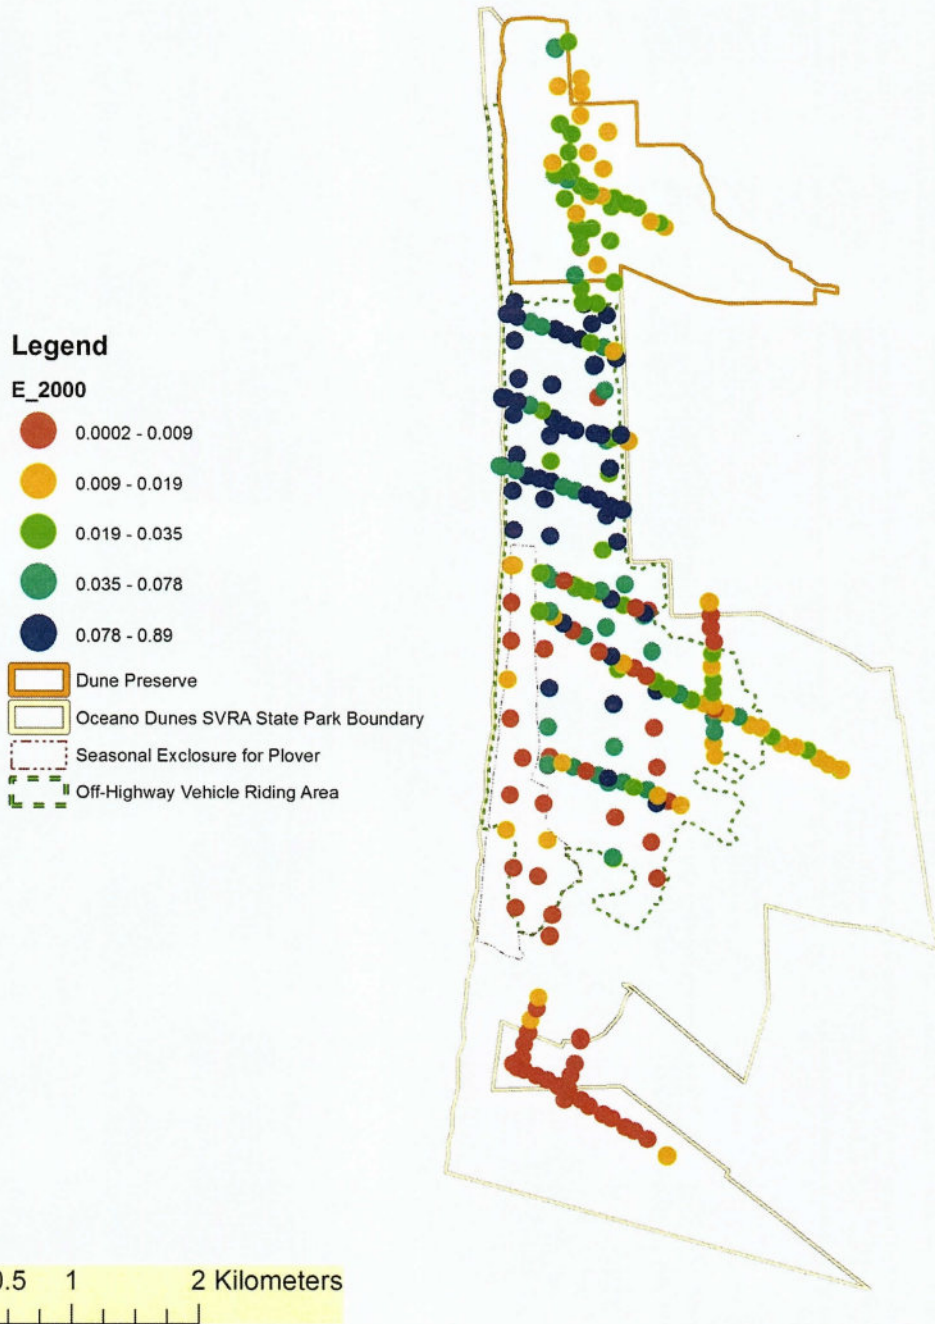 Legend
E_2000
0.0002 - 0.009
0.009 - 0.019
0.019 - 0.035
0.035 - 0.078
0.078 - 0.89
Dune Preserve
Oceano Dunes SVRA State Park Boundary
Seasonal Exclosure for Plover
Off-Highway Vehicle Riding Area
0.5 1 2 Kilometers